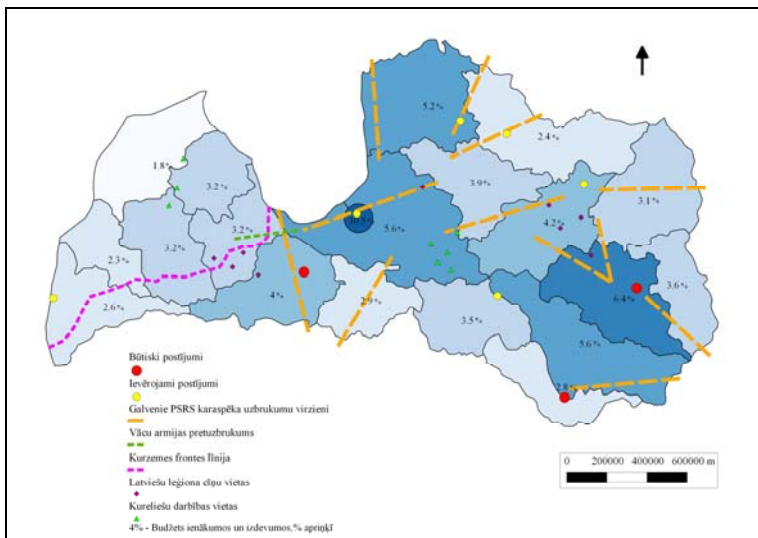 5.2 %
2.4 %
1.8%
3.2 %
3.9%
3.1 %
3.2 %
5.6 %
4.2%
3.2 %
2.3 %
3.6 %
2.6%
4 %
2.9%
6.4 %
3.5%
5.6 %
2.8%
Būtiski postījumi
Ievērojami postījumi
Galvenie PSRS karaspēka uzbrukumu virzieni
Vācu armijas pretuzbrukums
Kurzemes frontes līnija
Latviešu leģiona cīņu vietas
Kureliešu darbības vietas
4% - Budžets ienākumos un izdevumos,% apriņķī
0 200000 400000 600000 m